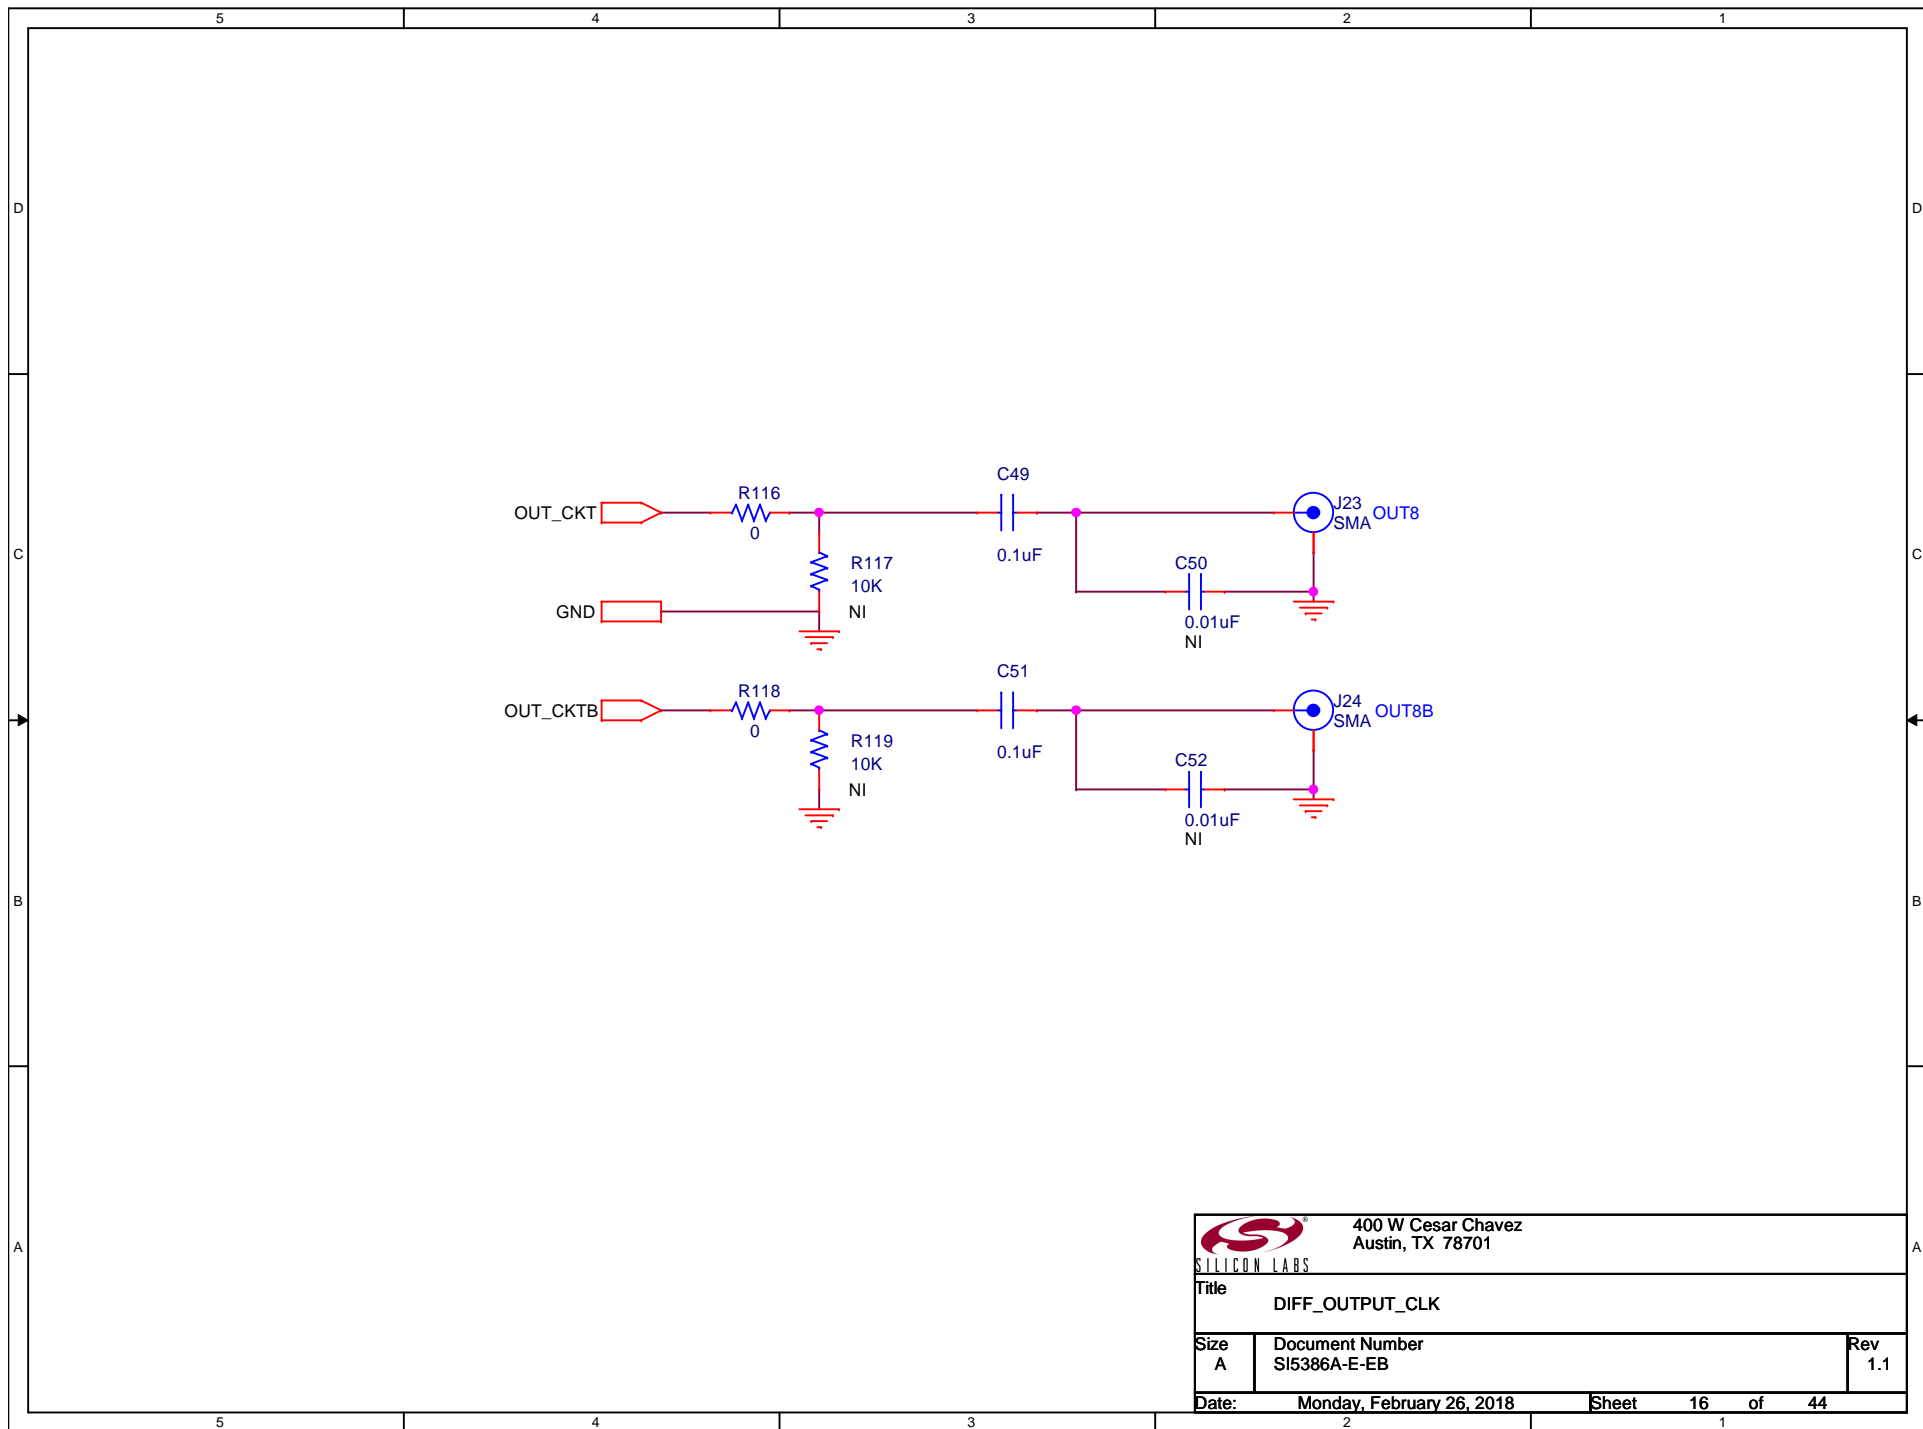 5 4 3 2 1
D D
C49
R116
J23
OUT_CKT
OUT8
SMA
0
C C
0.1uF
C50
R117
10K
GND
NI
0.01uF
NI
C51
R118
J24
OUT_CKTB
OUT8B
SMA
0
R119
0.1uF
C52
10K
NI
0.01uF
NI
B B
A A
®
SILICON LABS
400 W Cesar Chavez
Austin, TX 78701
Title
DIFF_OUTPUT_CLK
Size
A
Document Number
SI5386A-E-EB
Rev
1.1
Date: Monday, February 26, 2018 Sheet 16 of 44
5 4 3 2 1